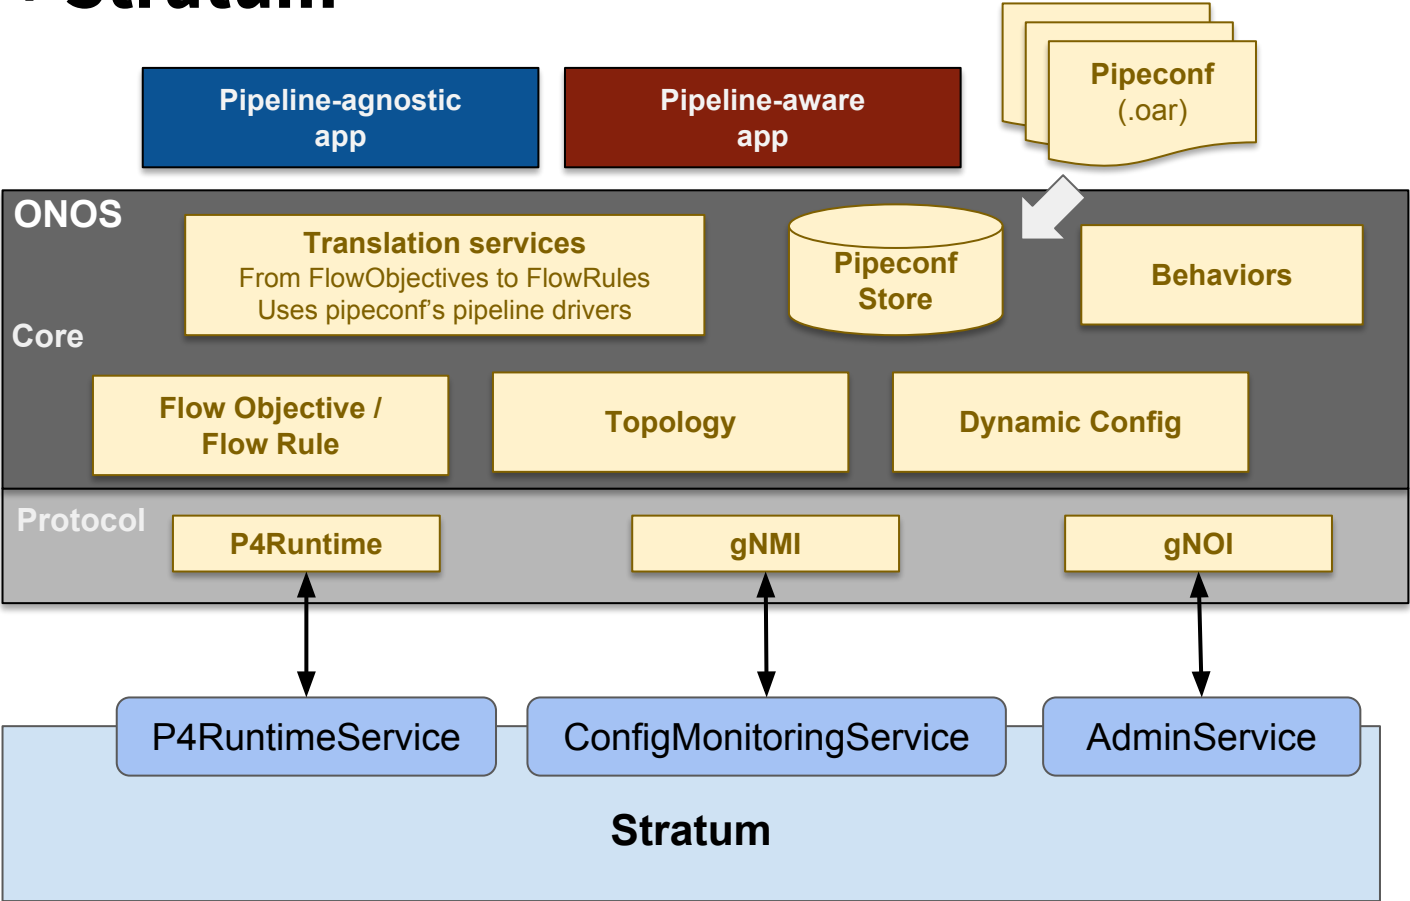 Stratum
Pipeline-agnostic
app
Pipeline-aware
app
Pipeconf
(.oar)
ONOS
Translation services
From FlowObjectives to FlowRules
Uses pipeconf's pipeline drivers
Pipeconf
Store
Behaviors
Core
Flow Objective /
Flow Rule
Topology
Dynamic Config
Protocol
P4Runtime
gNMI
gNOI
P4RuntimeService
ConfigMonitoringService
AdminService
Stratum